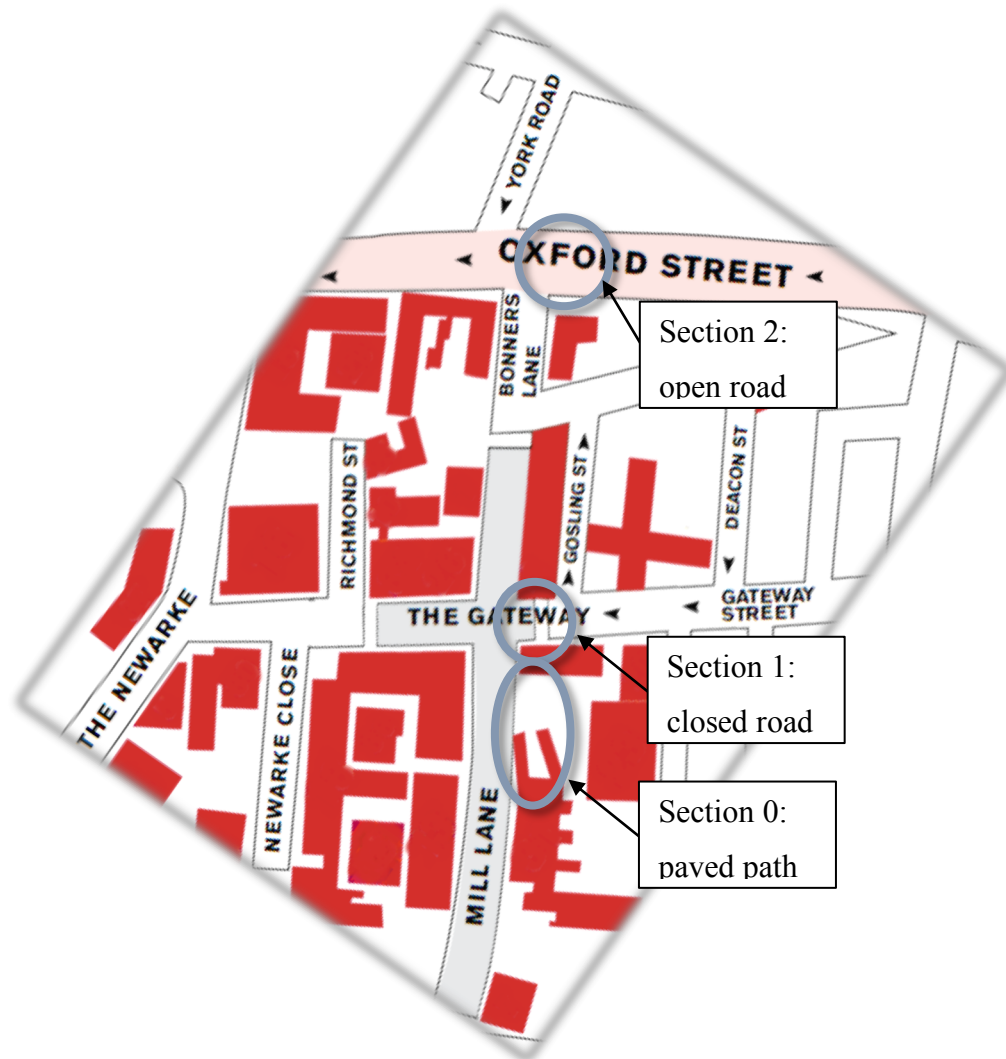 YORK ROAD
OXFORD STREET
BONNERS
LANE
Section 2:
open road
RICHMOND ST
GOSLING ST
DEACON ST
THE GATEWAY
GATEWAY
STREET
THE NEWARKE
NEWARKE CLOSE
MILL LANE
Section 1:
closed road
Section 0:
paved path